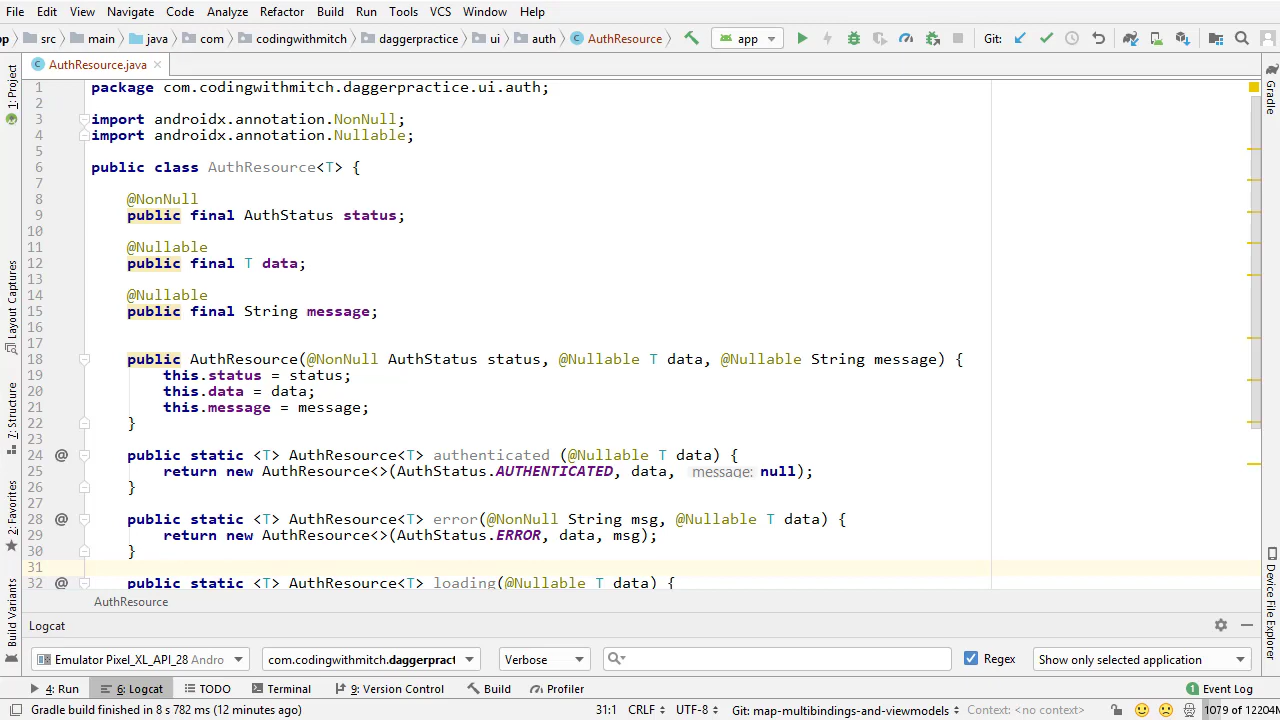 File Edit View Navigate Code Analyze Refactor Build Run Tools VCS Window Help
src main java com codingwithmitch daggerpractice ui auth AuthResource app Git:
AuthResource.java
1 package com.codingwithmitch.daggerpractice.ui.auth;
2
3 import androidx.annotation.NonNull;
4 import androidx.annotation.Nullable;
5
6 public class AuthResource<T> {
7
8 @NonNull
9 public final AuthStatus status;
10
11 @Nullable
12 public final T data;
13
14 @Nullable
15 public final String message;
16
17
18 public AuthResource(@NonNull AuthStatus status, @Nullable T data, @Nullable String message) {
19 this.status = status;
20 this.data = data;
21 this.message = message;
22 }
23
24 @ public static <T> AuthResource<T> authenticated (@Nullable T data) {
25 return new AuthResource<>(AuthStatus.AUTHENTICATED, data, message: null);
26 }
27
28 @ public static <T> AuthResource<T> error(@NonNull String msg, @Nullable T data) {
29 return new AuthResource<>(AuthStatus.ERROR, data, msg);
30 }
31
32 @ public static <T> AuthResource<T> loading(@Nullable T data) {
AuthResource
1: Project
Layout Captures
7: Structure
2: Favorites
Build Variants
Gradle
Device File Explorer
Logcat
Emulator Pixel_XL_API_28 Andro com.codingwithmitch.daggerpract Verbose Regex Show only selected application
4: Run 6: Logcat TODO Terminal 9: Version Control Build Profiler 1 Event Log
Gradle build finished in 8 s 782 ms (12 minutes ago) 31:1 CRLF UTF-8 Git: map-multibindings-and-viewmodels Context: <no context> 1079 of 12204M